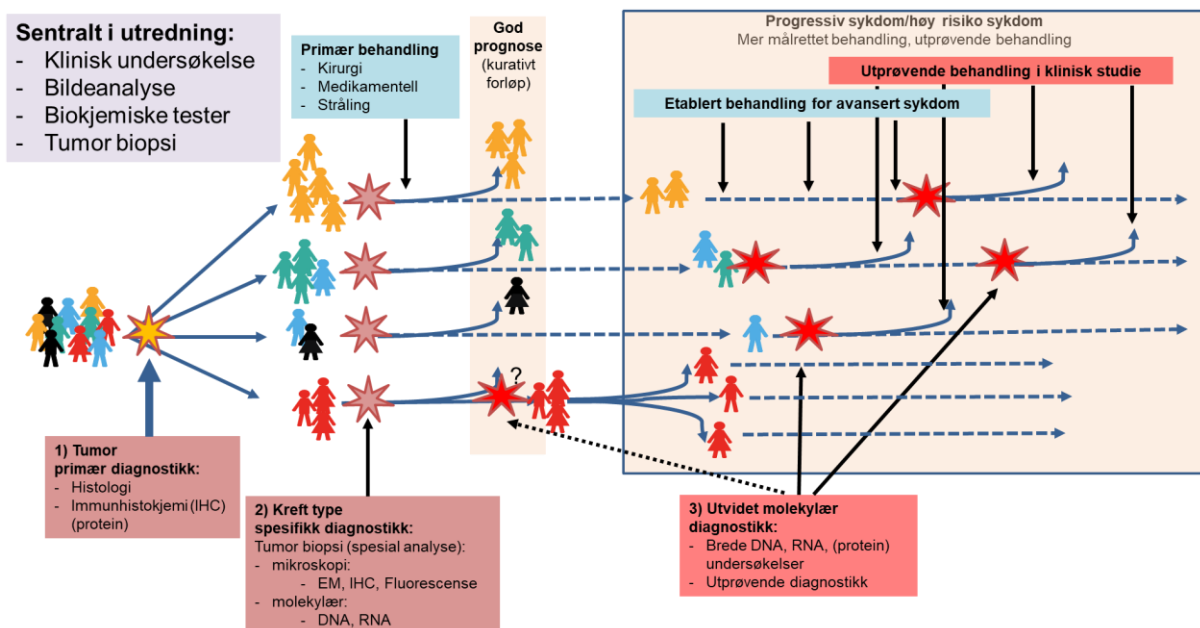 Sentralt i utredning:
- Klinisk undersøkelse
- Bildeanalyse
- Biokjemiske tester
- Tumor biopsi
Primær behandling
- Kirurgi
- Medikamentell
- Stråling
God
prognose
(kurativt
forløp)
Progressiv sykdom/høy risiko sykdom
Mer målrettet behandling, utprøvende behandling
Utprøvende behandling i klinisk studie
Etablert behandling for avansert sykdom
?
1) Tumor
primær diagnostikk:
- Histologi
- Immunhistokjemi (IHC)
(protein)
2) Kreft type
spesifikk diagnostikk:
Tumor biopsi (spesial analyse):
- mikroskopi:
- EM, IHC, Fluorescense
- molekylær:
- DNA, RNA
3) Utvidet molekylær
diagnostikk:
- Brede DNA, RNA, (protein)
undersøkelser
- Utprøvende diagnostikk